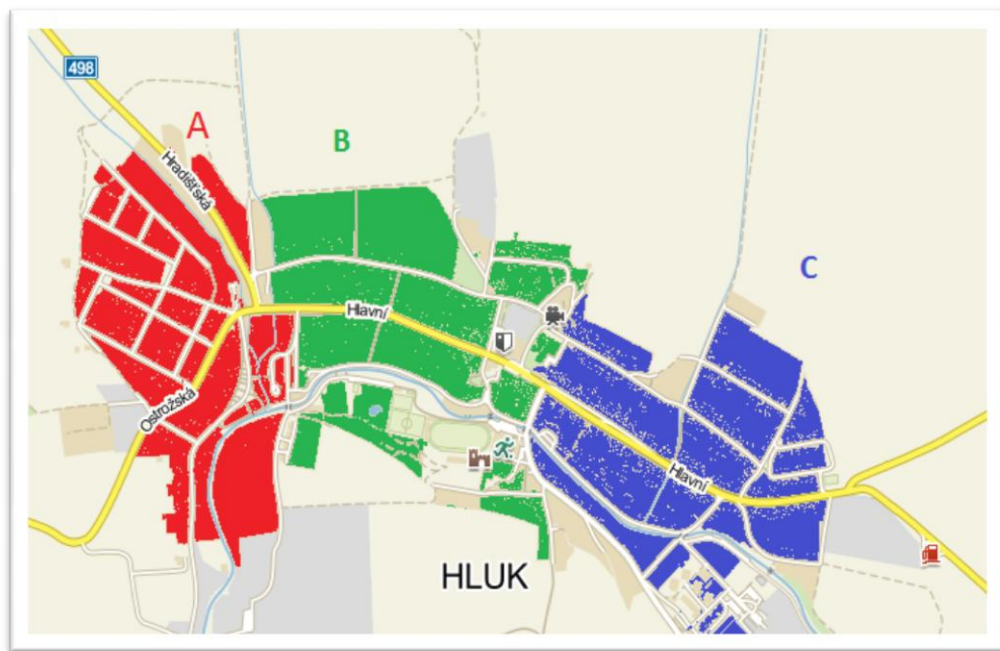 498
A
B
Hradišťská
C
Hlavní
Ostrožská
Hlavní
HLUK